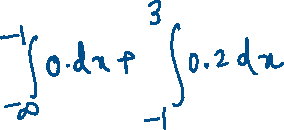 ∫_{-∞}^{-1} 0.dx + ∫_{-1}^{3} 0.2 dx